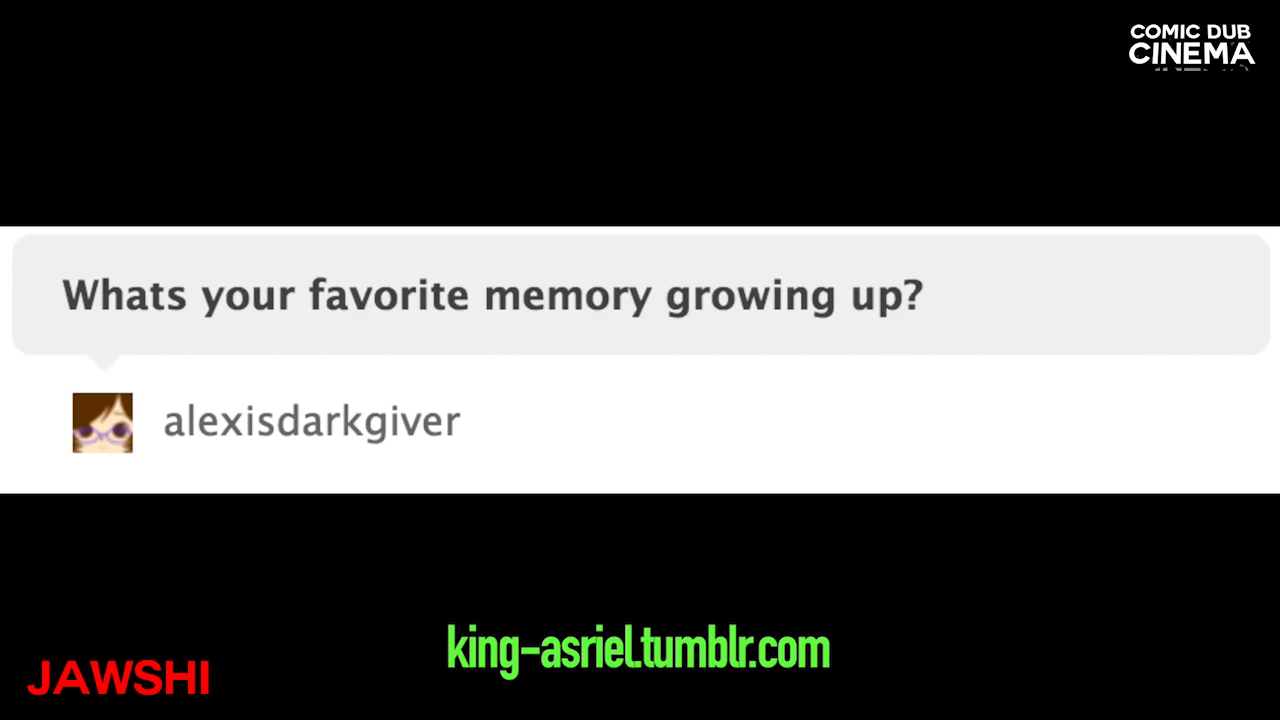 COMIC DUB
CINEMA
Whats your favorite memory growing up?
alexisdarkgiver
king-asriel.tumblr.com
JAWSHI